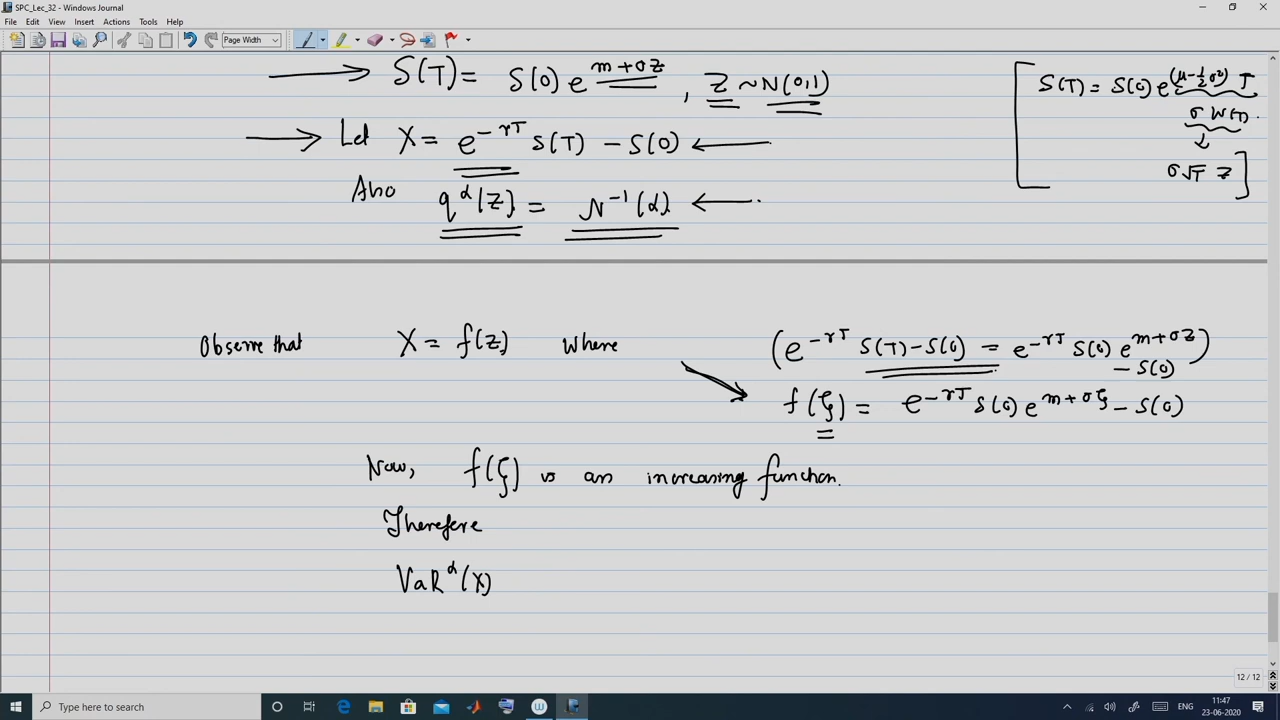 SPC_Lec_32 - Windows Journal
File Edit View Insert Actions Tools Help
Page Width
S(T) = S(0) e^{m+σZ}, Z ~ N(0,1)
[S(T) = S(0) e^{(μ-½σ²)T
σ W(T)
↓
σ√T Z]
Let X = e^{-rT} S(T) - S(0) ←
Also q^α(Z) = N^{-1}(α) ←
Observe that X = f(Z) where (e^{-rT} S(T) - S(0) = e^{-rT} S(0) e^{m+σZ} - S(0))
f(ζ) = e^{-rT} S(0) e^{m+σζ} - S(0)
Now, f(ζ) is an increasing function.
Therefore
VaR^α(X)
12 / 12
Type here to search
ENG
11:47
23-06-2020